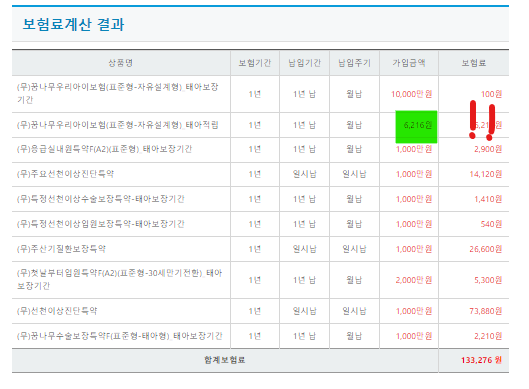 보험료계산 결과
상품명 보험기간 납입기간 납입주기 가입금액 보험료
(무)꿈나무우리아이보험(표준형-자유설계형) 태아보장
기간 1년 1년 납 월납 10,000만원 100원
(무)꿈나무우리아이보험(표준형-자유설계형) 태아적립 1년 1년 납 월납 6,216원
(무)응급실내원특약F(A2)(표준형) 태아보장기간 1년 1년 납 월납 1,000만원 2,900원
(무)주요선천이상진단특약 1년 일시납 일시납 1,000만원 14,120원
(무)특정선천이상수술보장특약-태아보장기간 1년 1년 납 월납 1,000만원 1,410원
(무)특정선천이상입원보장특약-태아보장기간 1년 1년 납 월납 1,000만원 540원
(무)주산기질환보장특약 1년 일시납 일시납 1,000만원 26,600원
(무)첫날부터입원특약F(A2)(표준형-30세만기전환) 태아
보장기간 1년 1년 납 월납 2,000만원 5,300원
(무)선천이상진단특약 1년 일시납 일시납 1,000만원 73,880원
(무)꿈나무수술보장특약F(표준형-태아형) 태아보장기간 1년 1년 납 월납 1,000만원 2,210원
합계보험료 133,276 원